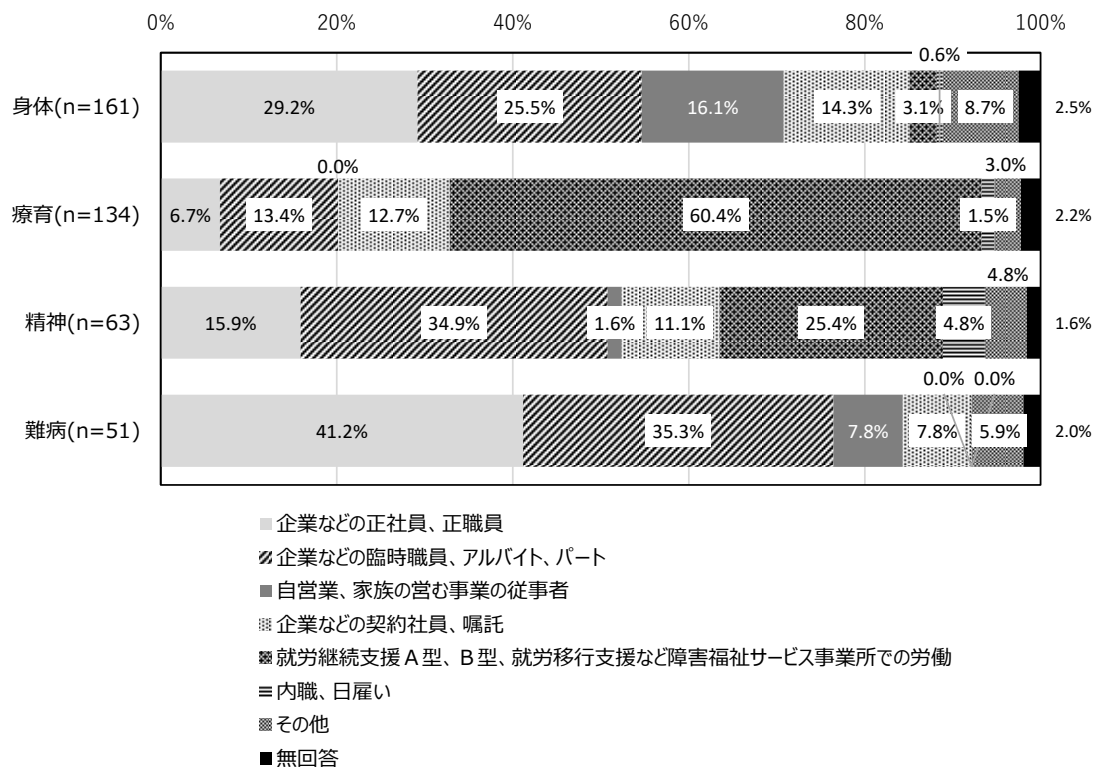 0% 20% 40% 60% 80% 100%
0.6%
身体(n=161) 29.2% 25.5% 16.1% 14.3% 3.1% 8.7% 2.5%
0.0% 3.0%
療育(n=134) 6.7% 13.4% 12.7% 60.4% 1.5% 2.2%
4.8%
精神(n=63) 15.9% 34.9% 1.6% 11.1% 25.4% 4.8% 1.6%
0.0% 0.0%
難病(n=51) 41.2% 35.3% 7.8% 7.8% 5.9% 2.0%
企業などの正社員、正職員
企業などの臨時職員、アルバイト、パート
自営業、家族の営む事業の従事者
企業などの契約社員、嘱託
就労継続支援A型、B型、就労移行支援など障害福祉サービス事業所での労働
内職、日雇い
その他
無回答